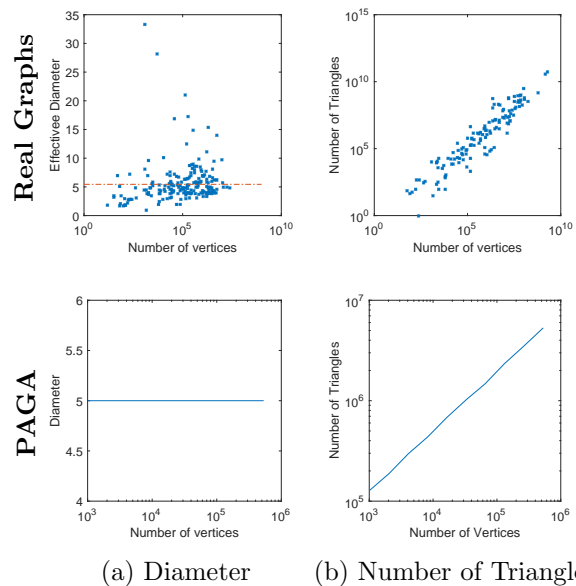 Real Graphs
Effectivee Diameter
35
30
25
20
15
10
5
0
10^0
10^5
10^10
Number of vertices
Number of Triangles
10^10
10^5
10^0
10^0
10^5
10^10
Number of vertices
PAGA
Diameter
6
5.5
5
4.5
4
10^3
10^4
10^5
10^6
Number of vertices
Number of Triangles
10^7
10^6
10^5
10^3
10^4
10^5
10^6
Number of Vertices
(a) Diameter
(b) Number of Triangle